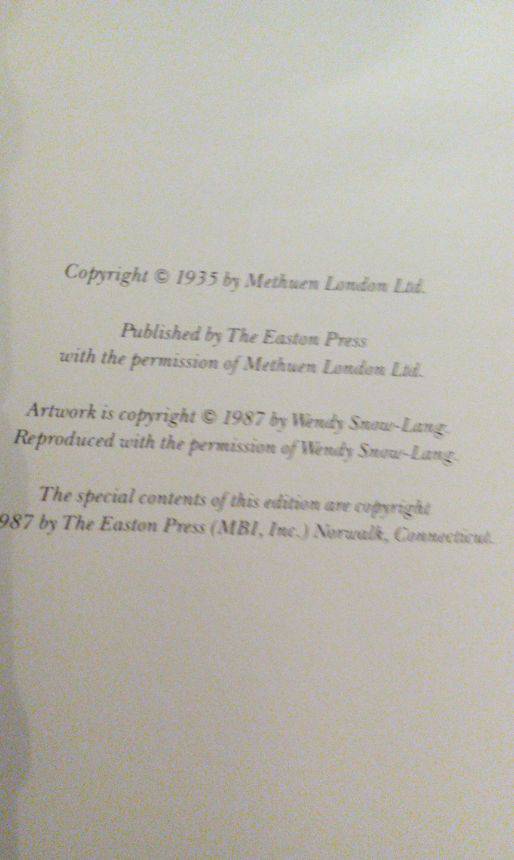 Copyright © 1935 by Methuen London Ltd.
Published by The Easton Press
with the permission of Methuen London Ltd.
Artwork is copyright © 1987 by Wendy Snow-Lang.
Reproduced with the permission of Wendy Snow-Lang.
The special contents of this edition are copyright
987 by The Easton Press (MBI, Inc.) Norwalk, Connecticut.